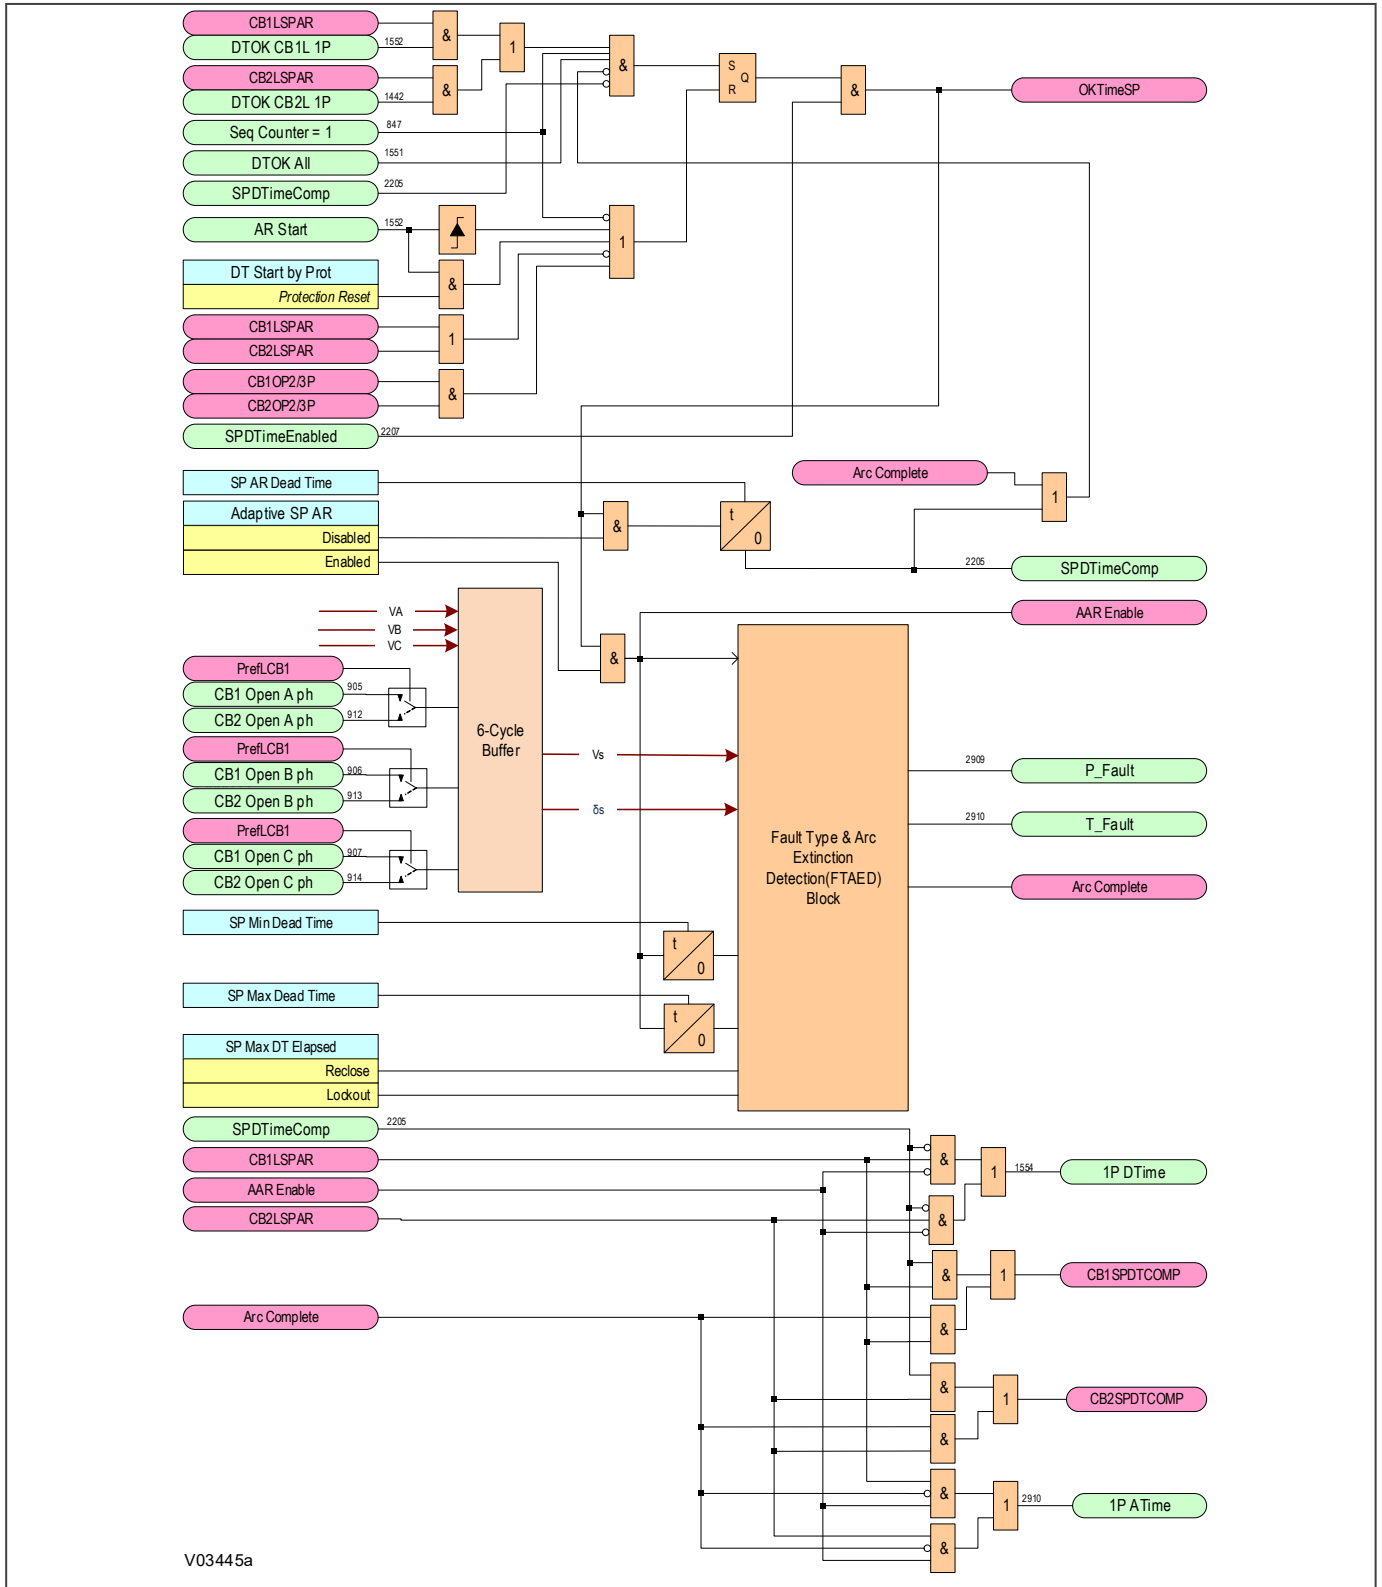 CB1LSPAR
DTOK CB1L 1P
1552
&
1
CB2LSPAR
DTOK CB2L 1P
1442
&
&
S
Q
R
&
OKTimeSP
Seq Counter = 1
847
DTOK All
1551
SPDTimeComp
2205
AR Start
1552
1
DT Start by Prot
Protection Reset
&
CB1LSPAR
CB2LSPAR
1
CB1OP2/3P
CB2OP2/3P
&
SPDTimeEnabled
2207
Arc Complete
1
SP AR Dead Time
Adaptive SP AR
Disabled
Enabled
&
t
0
2205
SPDTimeComp
AAR Enable
VA
VB
VC
&
PrefLCB1
CB1 Open A ph
905
CB2 Open A ph
912
PrefLCB1
CB1 Open B ph
906
CB2 Open B ph
913
PrefLCB1
CB1 Open C ph
907
CB2 Open C ph
914
6-Cycle
Buffer
Vs
δs
Fault Type & Arc
Extinction
Detection(FTAED)
Block
2909
P_Fault
2910
T_Fault
Arc Complete
SP Min Dead Time
t
0
SP Max Dead Time
t
0
SP Max DT Elapsed
Reclose
Lockout
SPDTimeComp
2205
CB1LSPAR
AAR Enable
CB2LSPAR
&
&
1
1554
1P DTime
&
1
CB1SPDTCOMP
Arc Complete
&
&
1
CB2SPDTCOMP
&
&
1
2910
1P ATime
&
V03445a